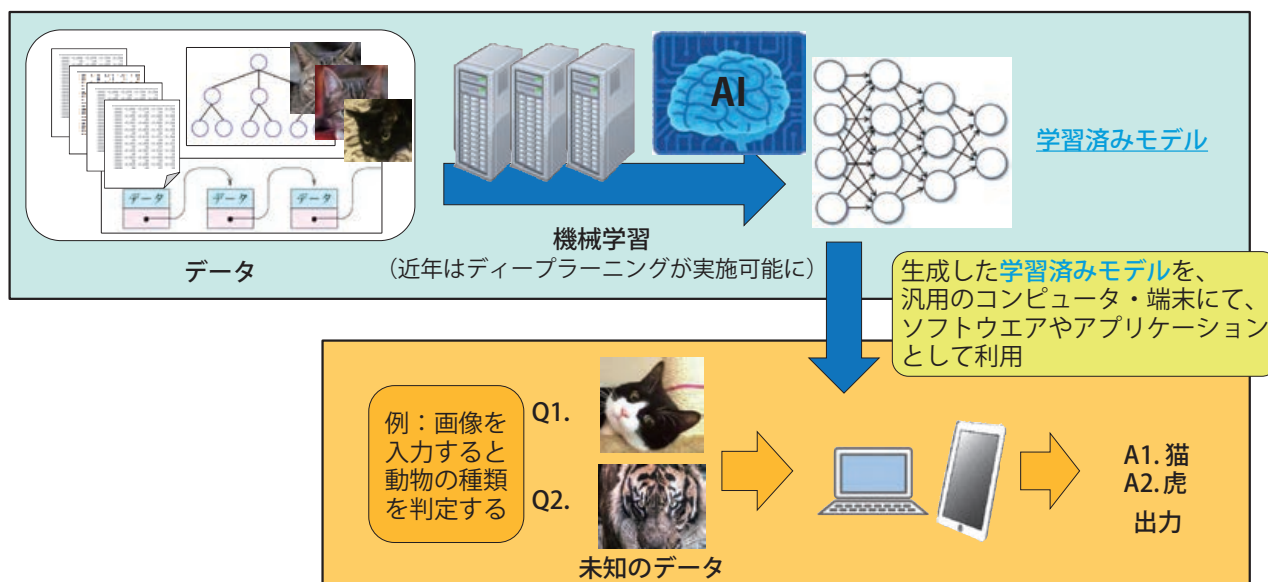 AI
学習済みモデル
データ
データ
データ
機械学習
（近年はディープラーニングが実施可能に）
データ
生成した学習済みモデルを、
汎用のコンピュータ・端末にて、
ソフトウエアやアプリケーション
として利用
例：画像を
入力すると
動物の種類
を判定する
Q1.
Q2.
未知のデータ
A1. 猫
A2. 虎
出力